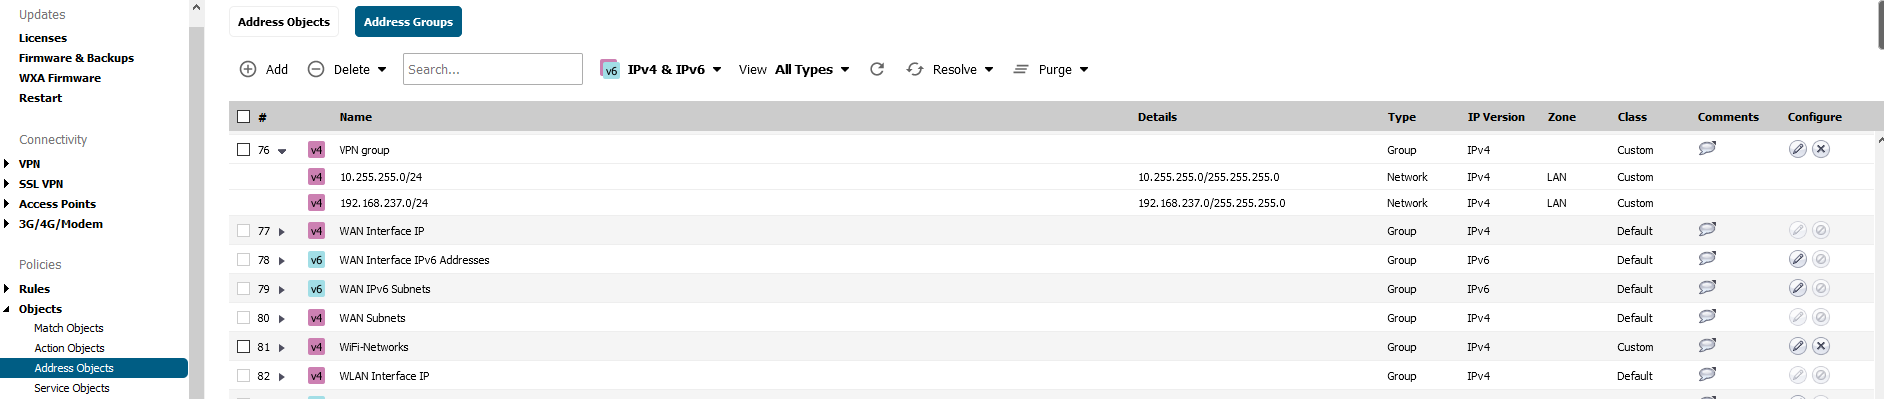 Updates
Licenses
Firmware & Backups
WXA Firmware
Restart
Connectivity
VPN
SSL VPN
Access Points
3G/4G/Modem
Policies
Rules
Objects
Match Objects
Action Objects
Address Objects
Service Objects
Address Objects Address Groups
Add Delete Search... v6 IPv4 & IPv6 View All Types Resolve Purge
# Name Details Type IP Version Zone Class Comments Configure
76 v4 VPN group Group IPv4 Custom
v4 10.255.255.0/24 10.255.255.0/255.255.255.0 Network IPv4 LAN Custom
v4 192.168.237.0/24 192.168.237.0/255.255.255.0 Network IPv4 LAN Custom
77 v4 WAN Interface IP Group IPv4 Default
78 v6 WAN Interface IPv6 Addresses Group IPv6 Default
79 v6 WAN IPv6 Subnets Group IPv6 Default
80 v4 WAN Subnets Group IPv4 Default
81 v4 WiFi-Networks Group IPv4 Custom
82 v4 WLAN Interface IP Group IPv4 Default